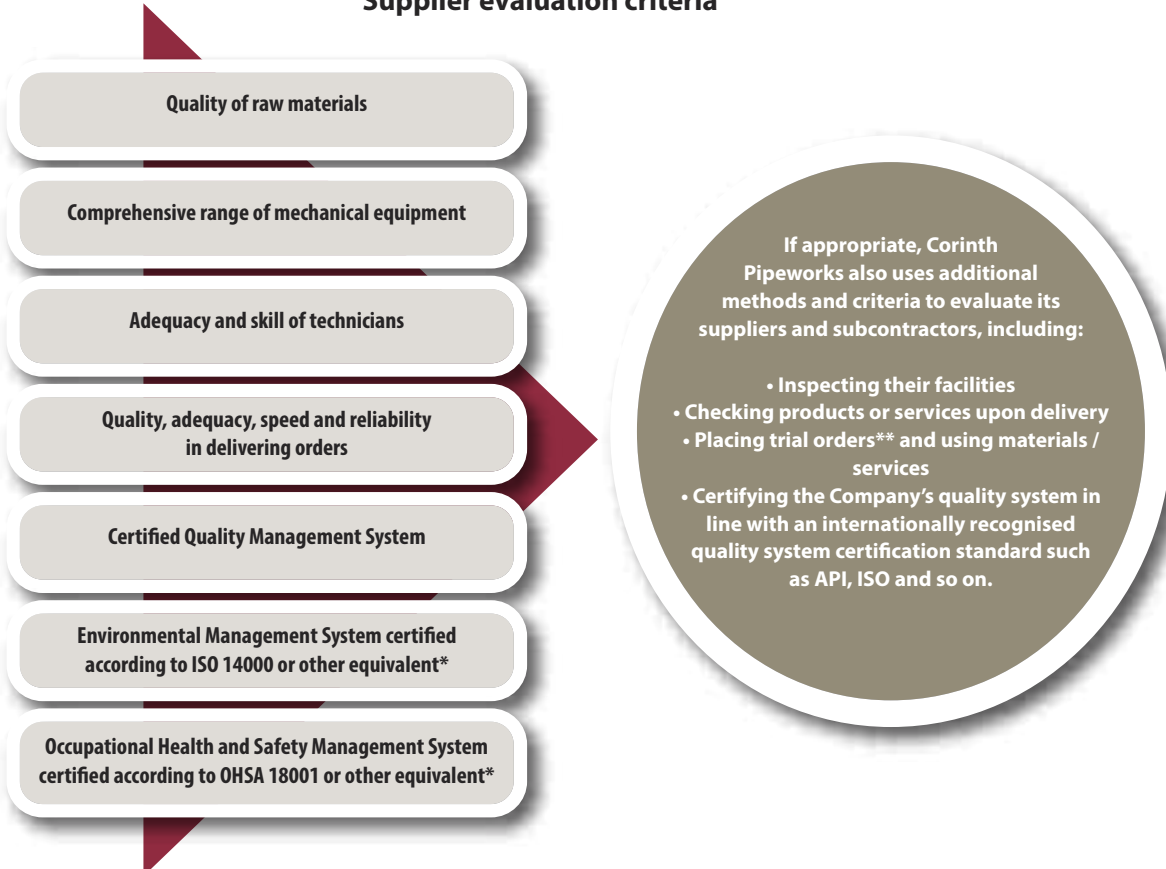 Supplier evaluation criteria
Quality of raw materials
Comprehensive range of mechanical equipment
Adequacy and skill of technicians
Quality, adequacy, speed and reliability
in delivering orders
Certified Quality Management System
Environmental Management System certified
according to ISO 14000 or other equivalent*
Occupational Health and Safety Management System
certified according to OHSA 18001 or other equivalent*
If appropriate, Corinth
Pipeworks also uses additional
methods and criteria to evaluate its
suppliers and subcontractors, including:
• Inspecting their facilities
• Checking products or services upon delivery
• Placing trial orders** and using materials /
services
• Certifying the Company’s quality system in
line with an internationally recognised
quality system certification standard such
as API, ISO and so on.